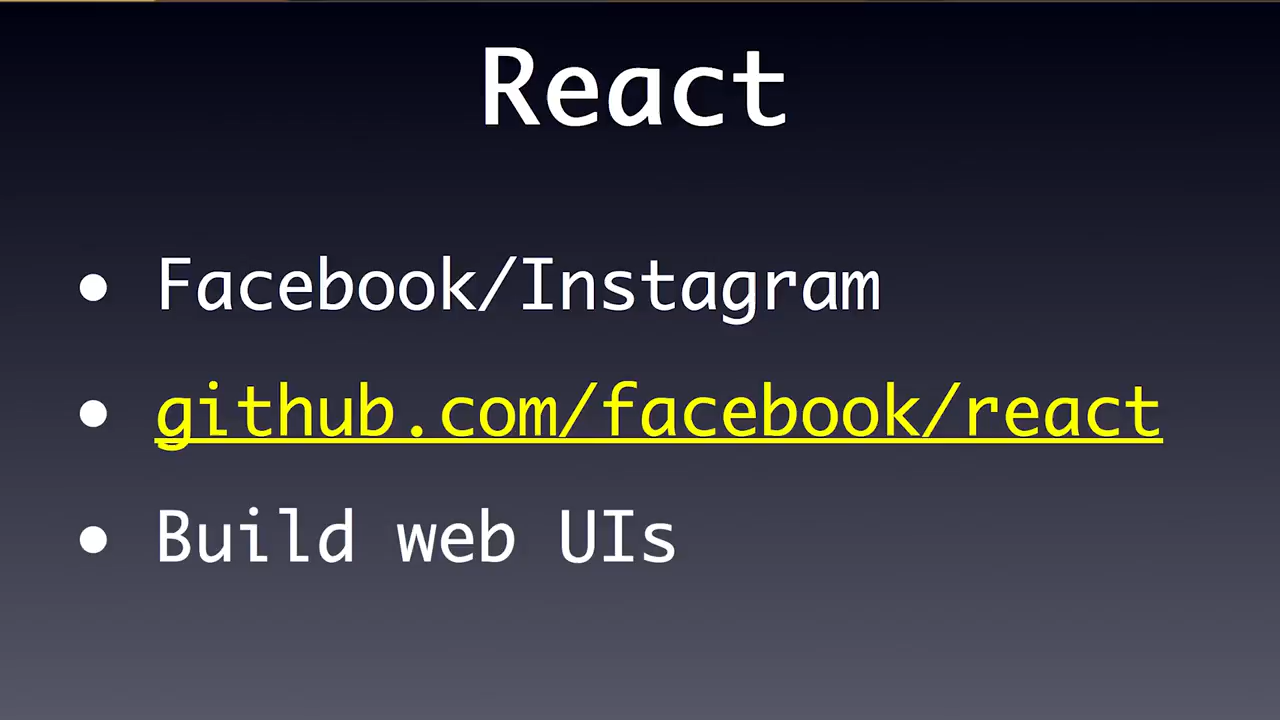 React
• Facebook/Instagram
• github.com/facebook/react
• Build web UIs